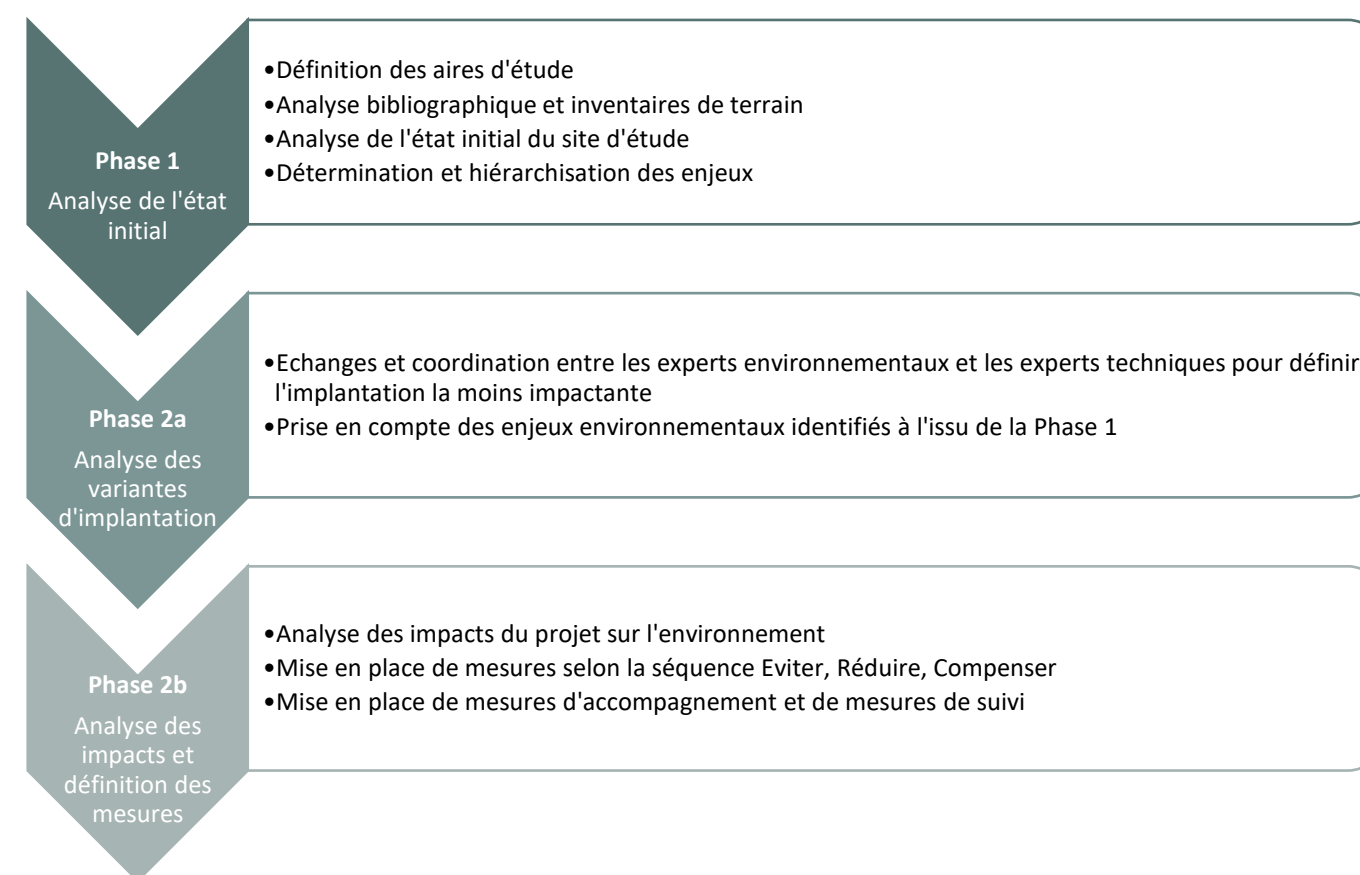 Phase 1
Analyse de l'état
initial
•Définition des aires d'étude
•Analyse bibliographique et inventaires de terrain
•Analyse de l'état initial du site d'étude
•Détermination et hiérarchisation des enjeux
Phase 2a
Analyse des
variantes
d'implantation
•Echanges et coordination entre les experts environnementaux et les experts techniques pour définir
l'implantation la moins impactante
•Prise en compte des enjeux environnementaux identifiés à l'issu de la Phase 1
Phase 2b
Analyse des
impacts et
définition des
mesures
•Analyse des impacts du projet sur l'environnement
•Mise en place de mesures selon la séquence Eviter, Réduire, Compenser
•Mise en place de mesures d'accompagnement et de mesures de suivi